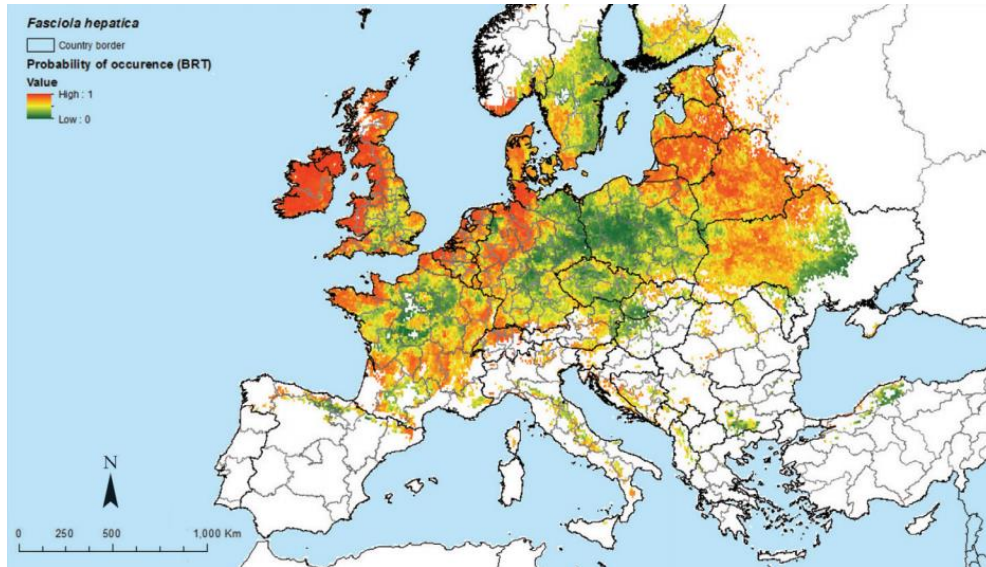 Fasciola hepatica
Country border
Probability of occurence (BRT)
Value
High : 1
Low : 0
N
0 250 500 1,000 Km